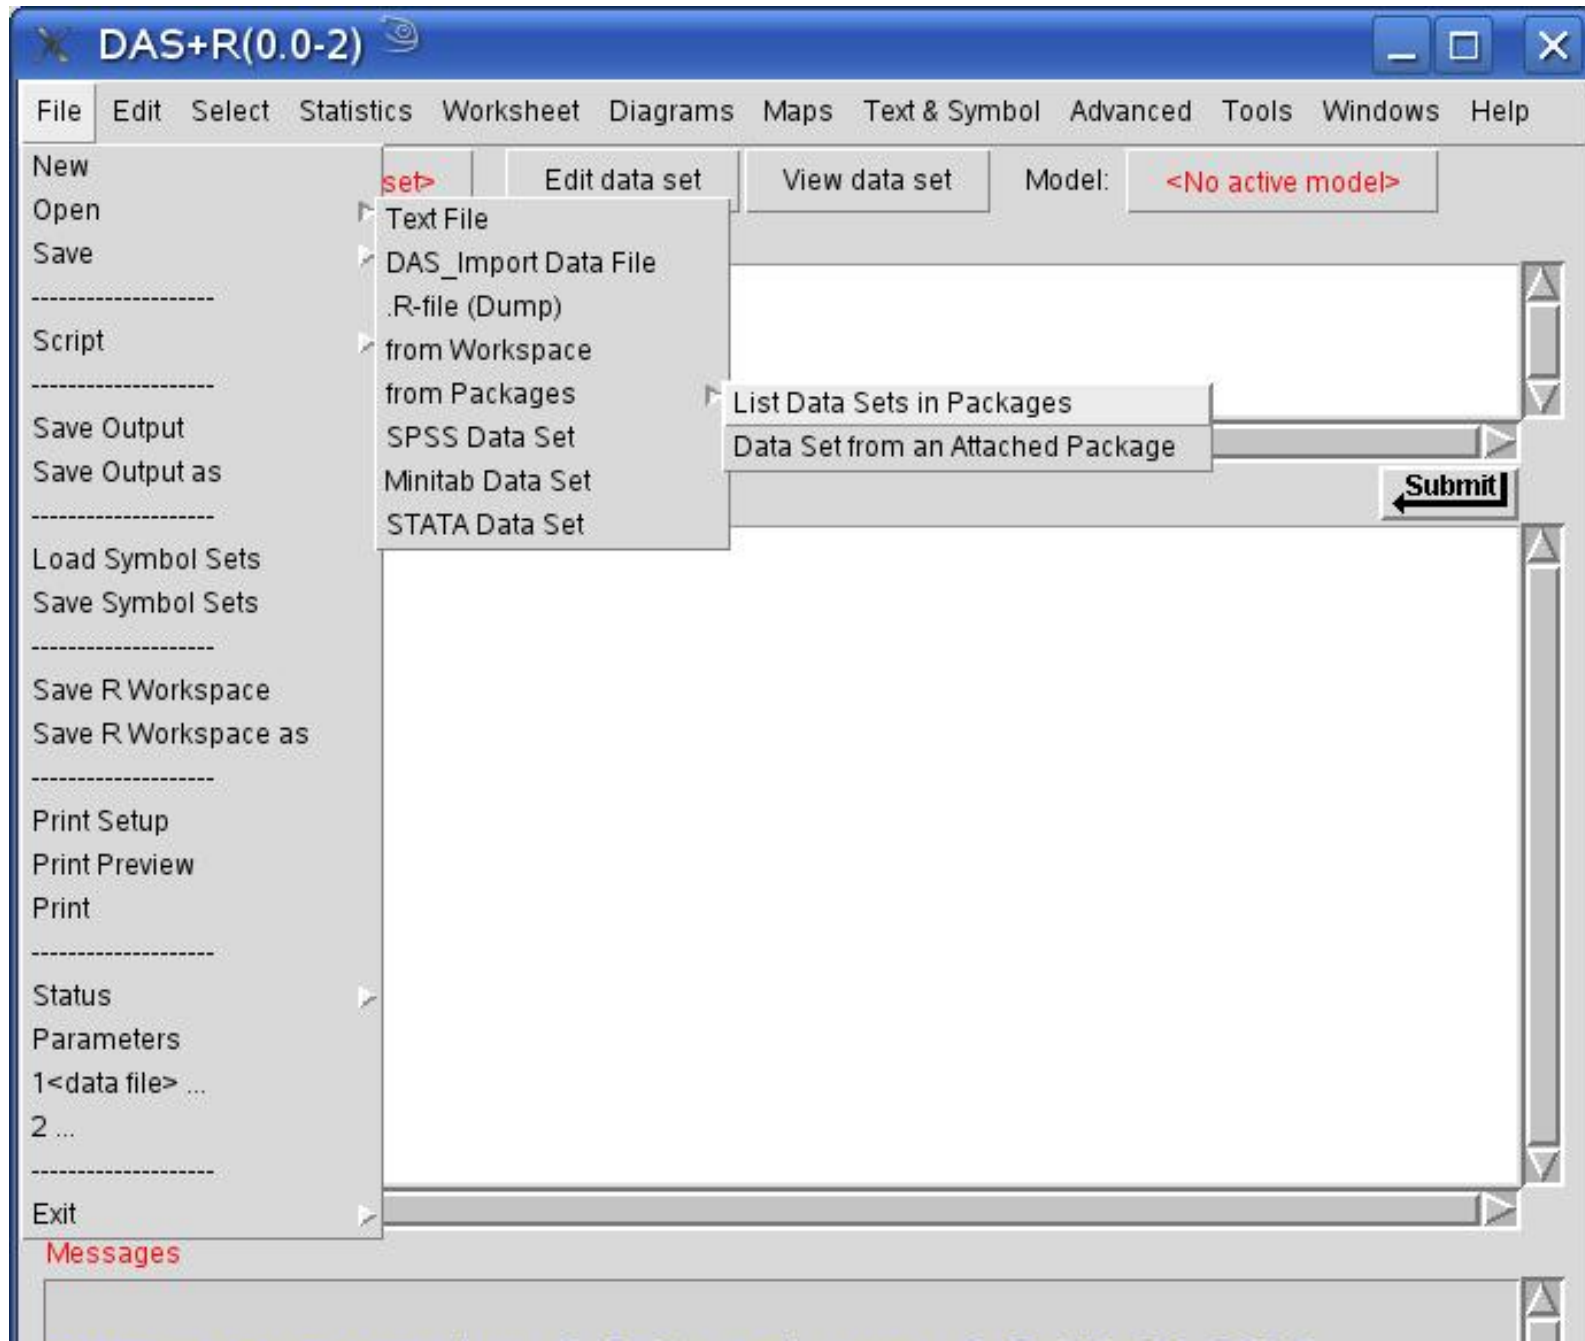 DAS+R(0.0-2)
File Edit Select Statistics Worksheet Diagrams Maps Text & Symbol Advanced Tools Windows Help
set> Edit data set View data set Model: <No active model>
New
Open
Save
--------------------
Script
--------------------
Save Output
Save Output as
--------------------
Load Symbol Sets
Save Symbol Sets
--------------------
Save R Workspace
Save R Workspace as
--------------------
Print Setup
Print Preview
Print
--------------------
Status
Parameters
1<data file> ...
2 ...
--------------------
Exit
Text File
DAS_Import Data File
.R-file (Dump)
from Workspace
from Packages
SPSS Data Set
Minitab Data Set
STATA Data Set
List Data Sets in Packages
Data Set from an Attached Package
Submit
Messages